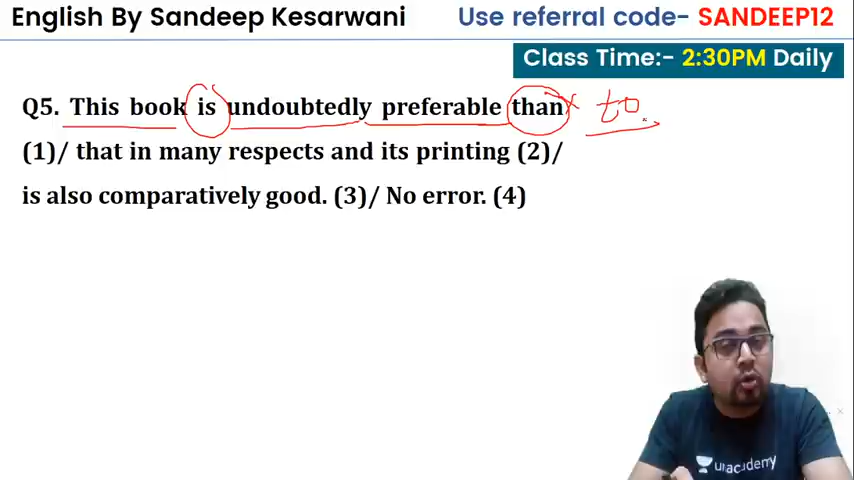 English By Sandeep Kesarwani
Use referral code- SANDEEP12
Class Time:- 2:30PM Daily
Q5. This book is undoubtedly preferable than to
(1)/ that in many respects and its printing (2)/
is also comparatively good. (3)/ No error. (4)
unacademy